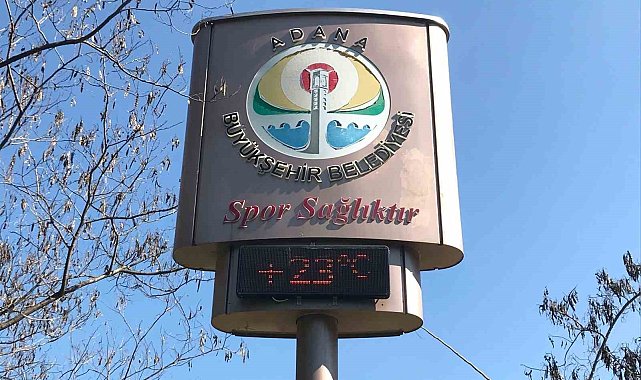 ADANA
BÜYÜKŞEHİR BELEDİYESİ
Spor Sağlıktır
+23°C